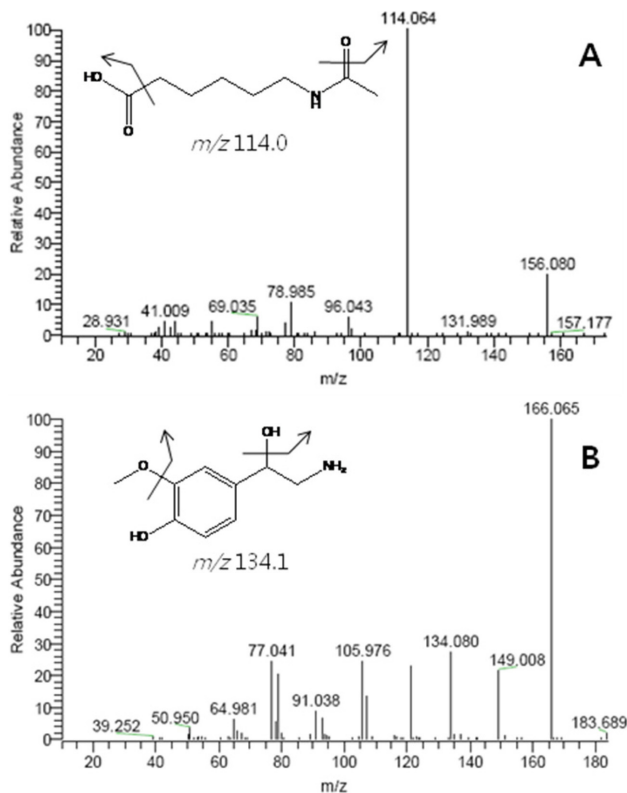 A
114.064
100
90
80
70
60
50
40
30
20
10
0
Relative Abundance
HO
O
O
N
H
m/z 114.0
28.931
41.009
69.035
78.985
96.043
131.989
156.080
157.177
20 40 60 80 100 120 140 160
m/z
B
166.065
100
90
80
70
60
50
40
30
20
10
0
Relative Abundance
OH
O
NH2
HO
m/z 134.1
39.252
50.950
64.981
77.041
91.038
105.976
134.080
149.008
183.689
20 40 60 80 100 120 140 160 180
m/z